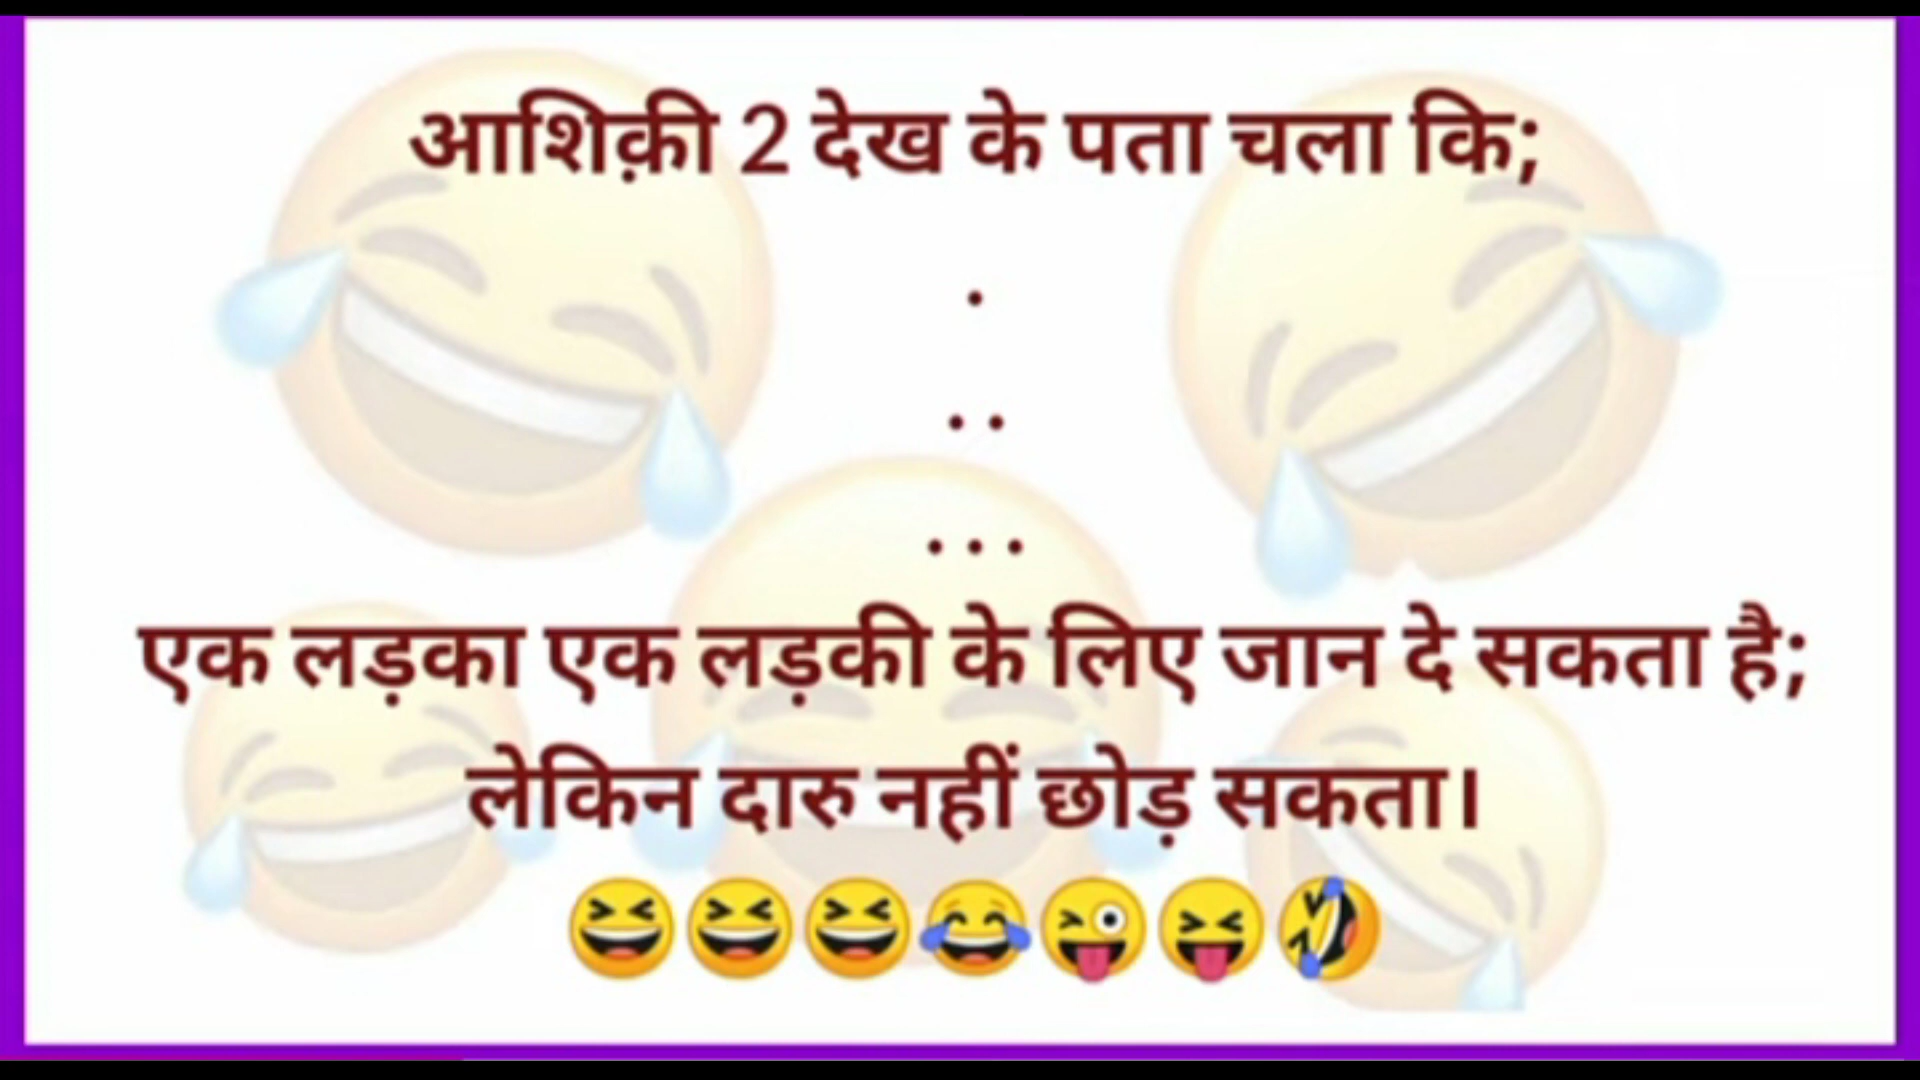 आशिक़ी 2 देख के पता चला कि;
.
. .
. . .
एक लड़का एक लड़की के लिए जान दे सकता है;
लेकिन दारु नहीं छोड़ सकता।
😆😆😆😂😜😝🤣